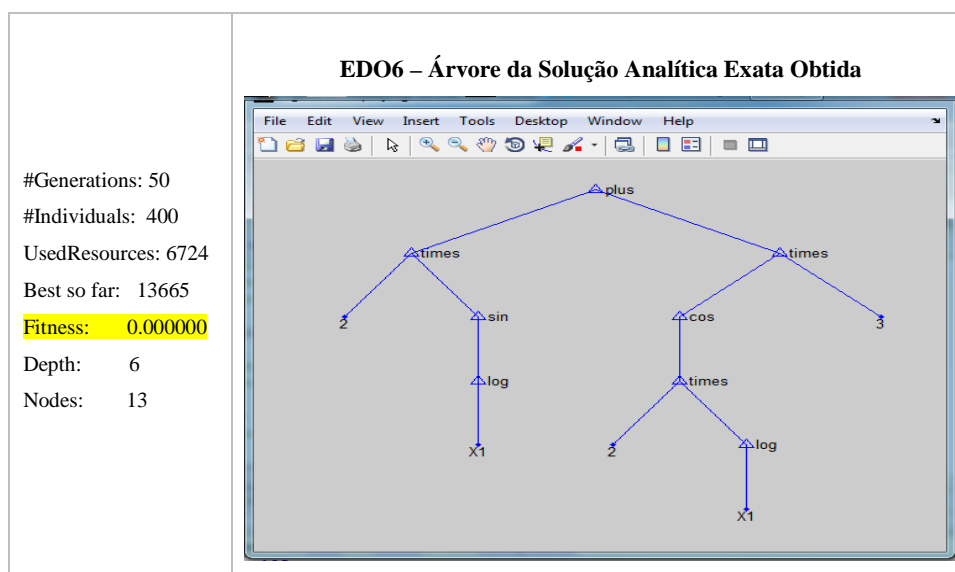 EDO6 – Árvore da Solução Analítica Exata Obtida
File Edit View Insert Tools Desktop Window Help
#Generations: 50
#Individuals: 400
UsedResources: 6724
Best so far: 13665
Fitness: 0.000000
Depth: 6
Nodes: 13
plus
times times
2 sin cos 3
log times
X1 2 log
X1